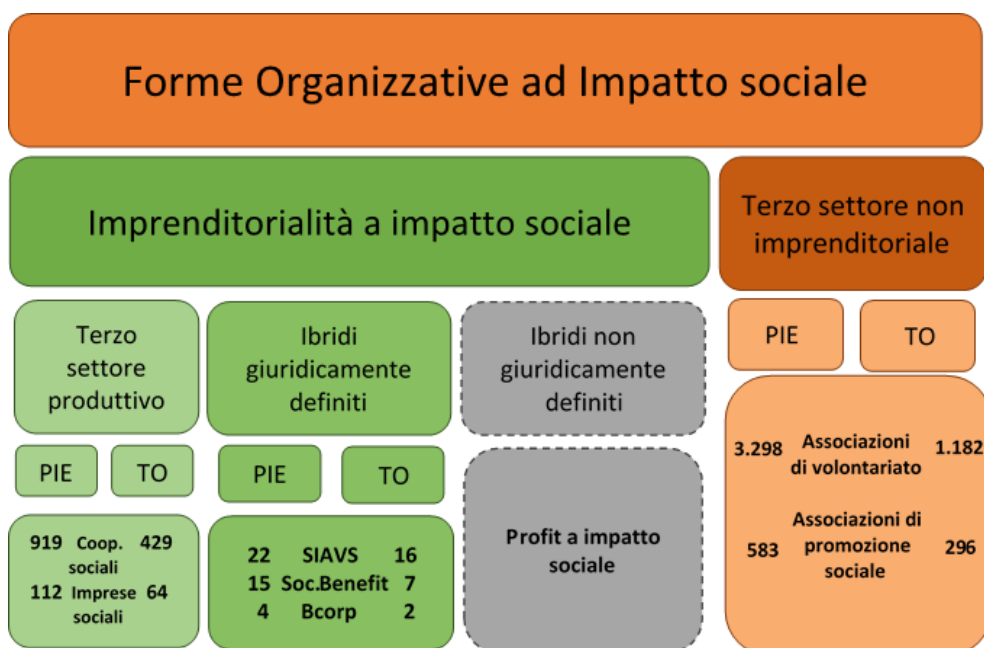 Forme Organizzative ad Impatto sociale
Imprenditorialità a impatto sociale
Terzo settore non
imprenditoriale
Terzo
settore
produttivo
Ibridi
giuridicamente
definiti
Ibridi non
giuridicamente
definiti
PIE TO
PIE TO
PIE TO
919 Coop. 429
sociali
112 Imprese 64
sociali
22 SIAVS 16
15 Soc.Benefit 7
4 Bcorp 2
Profit a impatto
sociale
3.298 Associazioni 1.182
di volontariato
Associazioni di
583 promozione 296
sociale